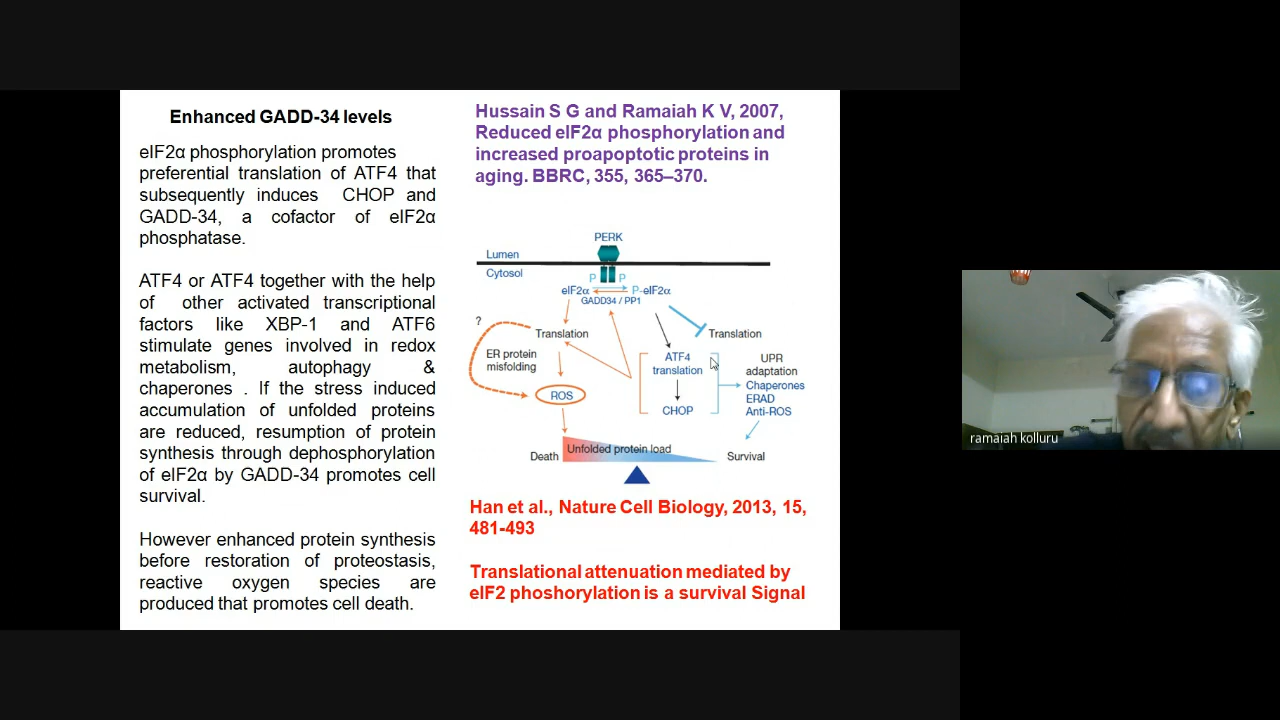 Enhanced GADD-34 levels
eIF2α phosphorylation promotes
preferential translation of ATF4 that
subsequently induces CHOP and
GADD-34, a cofactor of eIF2α
phosphatase.
ATF4 or ATF4 together with the help
of other activated transcriptional
factors like XBP-1 and ATF6
stimulate genes involved in redox
metabolism, autophagy &
chaperones . If the stress induced
accumulation of unfolded proteins
are reduced, resumption of protein
synthesis through dephosphorylation
of eIF2α by GADD-34 promotes cell
survival.
However enhanced protein synthesis
before restoration of proteostasis,
reactive oxygen species are
produced that promotes cell death.
Hussain S G and Ramaiah K V, 2007,
Reduced eIF2α phosphorylation and
increased proapoptotic proteins in
aging. BBRC, 355, 365–370.
PERK
Lumen
Cytosol
P P
eIF2α
P-eIF2α
GADD34 / PP1
?
Translation
Translation
ER protein
misfolding
ATF4
translation
UPR
adaptation
Chaperones
ERAD
Anti-ROS
ROS
CHOP
Unfolded protein load
Death
Survival
Han et al., Nature Cell Biology, 2013, 15,
481-493
Translational attenuation mediated by
eIF2 phoshorylation is a survival Signal
ramaiah kolluru